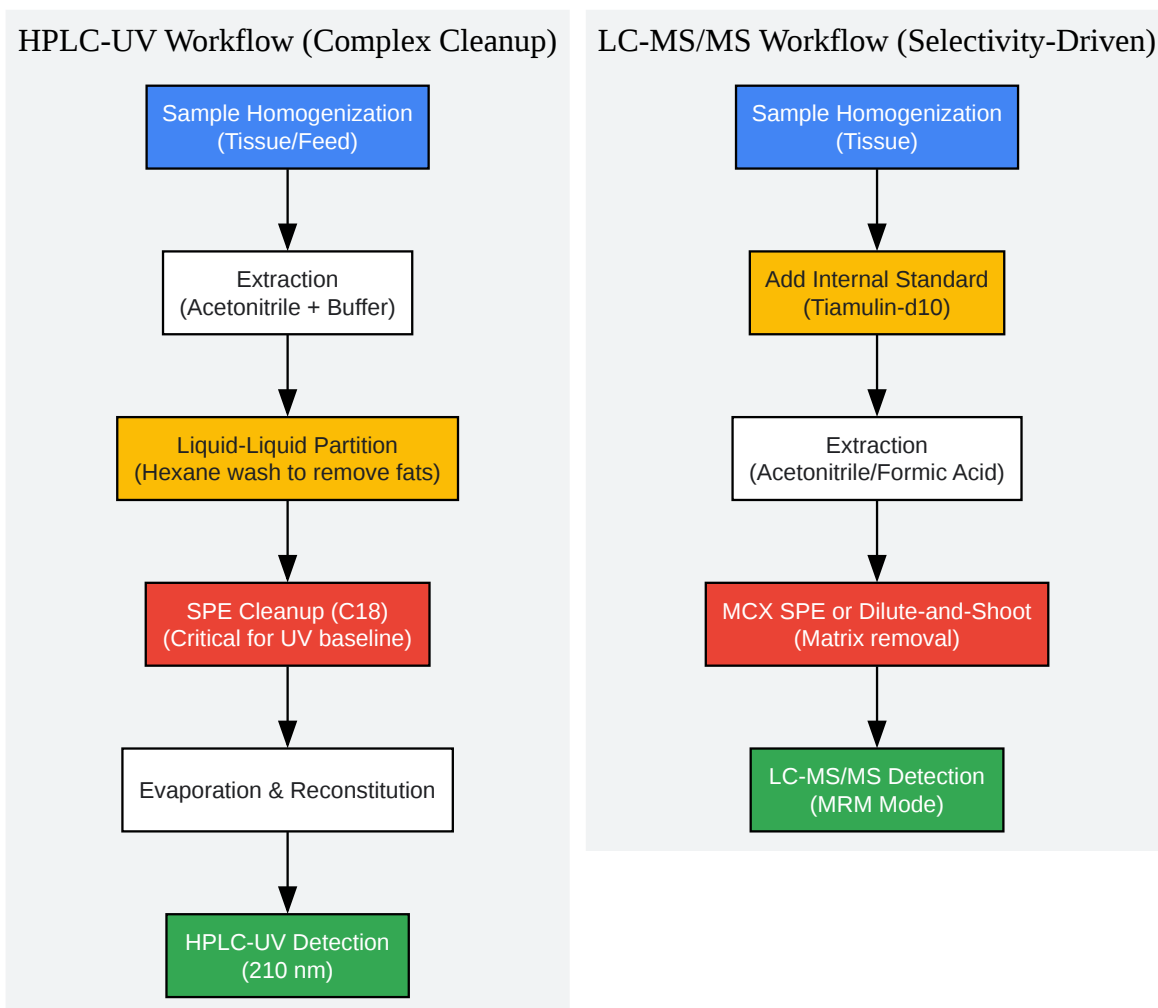 HPLC-UV Workflow (Complex Cleanup)
Sample Homogenization
(Tissue/Feed)
Extraction
(Acetonitrile + Buffer)
Liquid-Liquid Partition
(Hexane wash to remove fats)
SPE Cleanup (C18)
(Critical for UV baseline)
Evaporation & Reconstitution
HPLC-UV Detection
(210 nm)
LC-MS/MS Workflow (Selectivity-Driven)
Sample Homogenization
(Tissue)
Add Internal Standard
(Tiamulin-d10)
Extraction
(Acetonitrile/Formic Acid)
MCX SPE or Dilute-and-Shoot
(Matrix removal)
LC-MS/MS Detection
(MRM Mode)